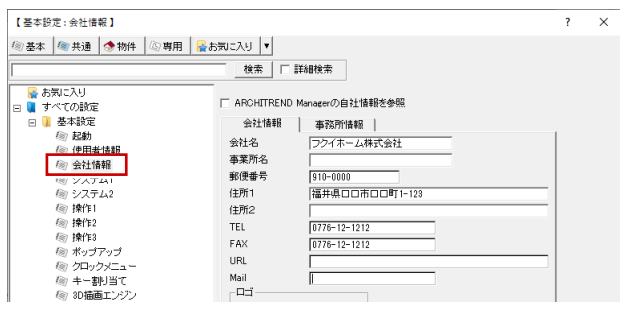 【基本設定:会社情報】
? ×
基本 共通 物件 専用 お気に入り ▼
検索 詳細検索
お気に入り
すべての設定
基本設定
起動
使用者情報
会社情報
システム1
システム2
操作1
操作2
操作3
ポップアップ
クロックメニュー
キー割り当て
3D描画エンジン
ARCHITREND Managerの自社情報を参照
会社情報 事務所情報
会社名 フクイホーム株式会社
事業所名
郵便番号 910-0000
住所1 福井県口口市口口町1-123
住所2
TEL 0776-12-1212
FAX 0776-12-1212
URL
Mail
ロゴ